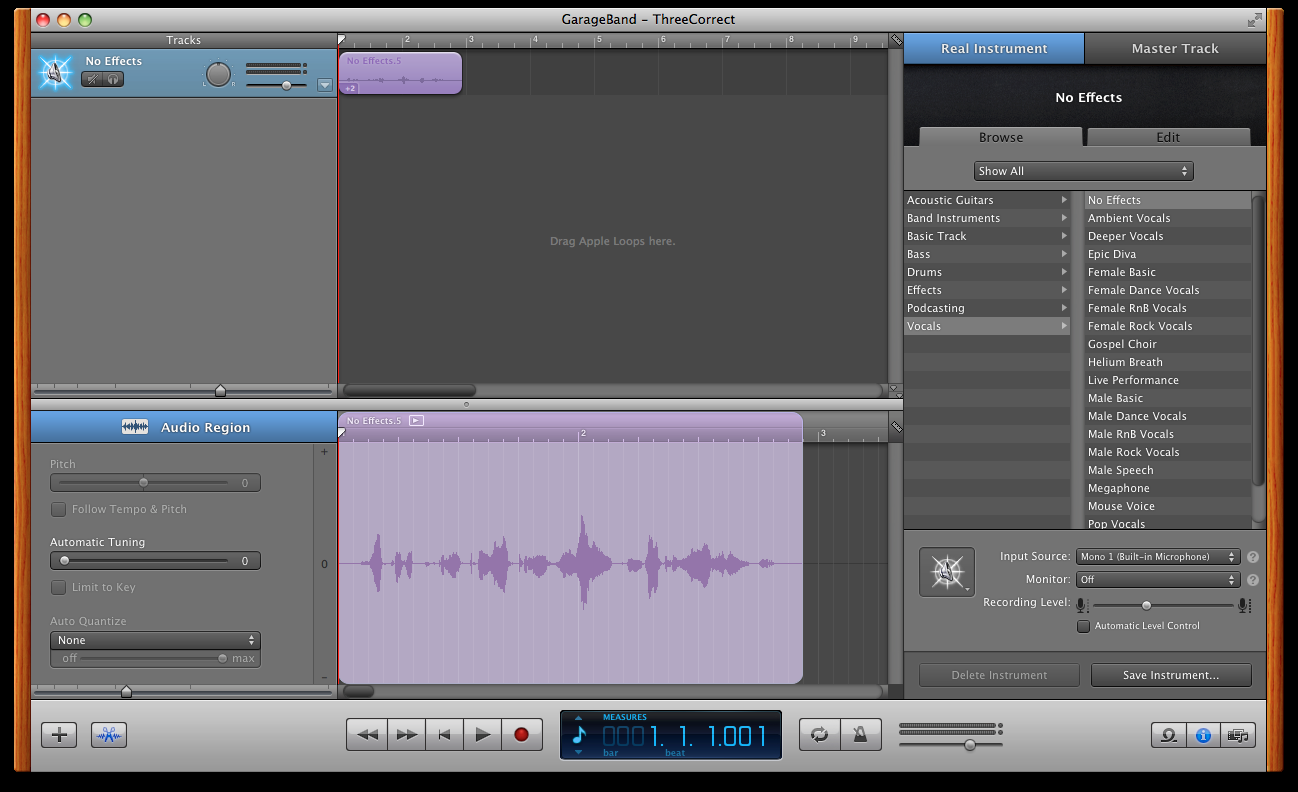 GarageBand - ThreeCorrect
Tracks
2 3 4 5 6 7 8 9
No Effects
L R
No Effects.5
+2
Drag Apple Loops here.
Real Instrument
Master Track
No Effects
Browse
Edit
Show All
Acoustic Guitars
Band Instruments
Basic Track
Bass
Drums
Effects
Podcasting
Vocals
No Effects
Ambient Vocals
Deeper Vocals
Epic Diva
Female Basic
Female Dance Vocals
Female RnB Vocals
Female Rock Vocals
Gospel Choir
Helium Breath
Live Performance
Male Basic
Male Dance Vocals
Male RnB Vocals
Male Rock Vocals
Male Speech
Megaphone
Mouse Voice
Pop Vocals
Audio Region
Pitch
0
Follow Tempo & Pitch
Automatic Tuning
0
Limit to Key
Auto Quantize
None
off max
+
0
-
No Effects.5
2 3
Input Source: Mono 1 (Built-in Microphone) ?
Monitor: Off ?
Recording Level:
Automatic Level Control
Delete Instrument
Save Instrument...
MEASURES
0001. 1. 1.001
bar beat